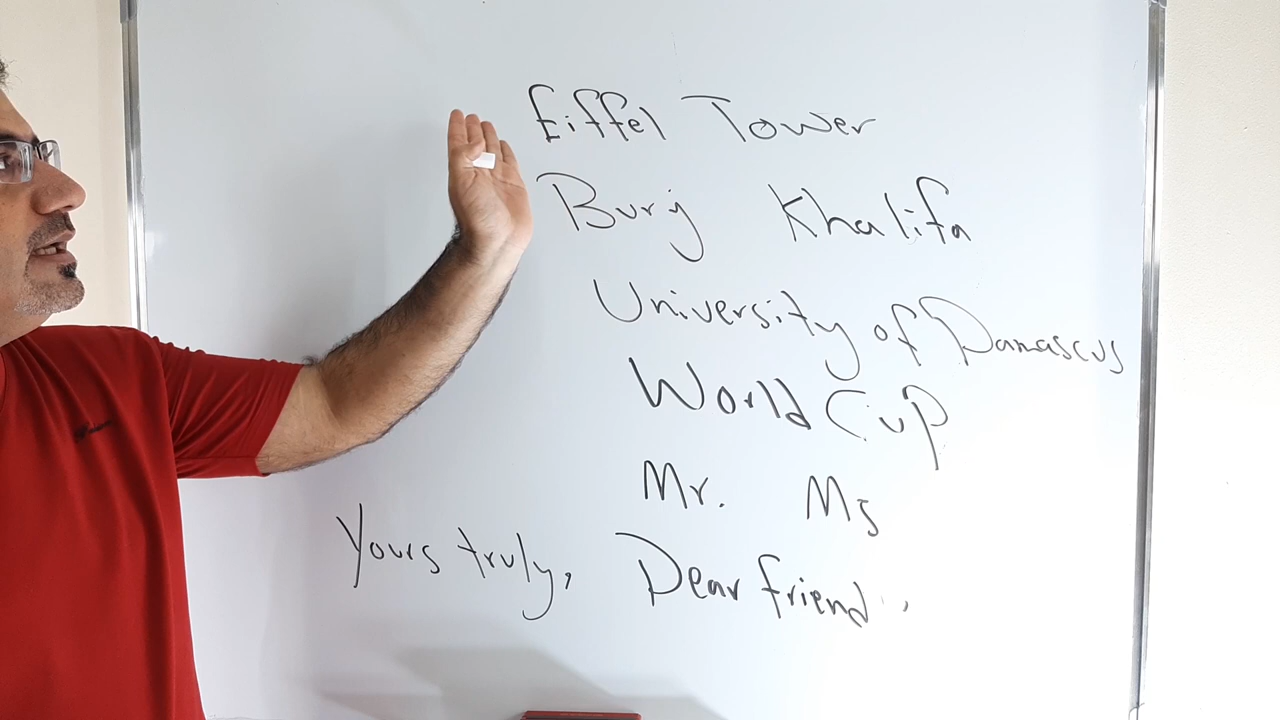 Eiffel Tower
Burj Khalifa
University of Damascus
World Cup
Mr. Ms
Yours truly, Dear friend,